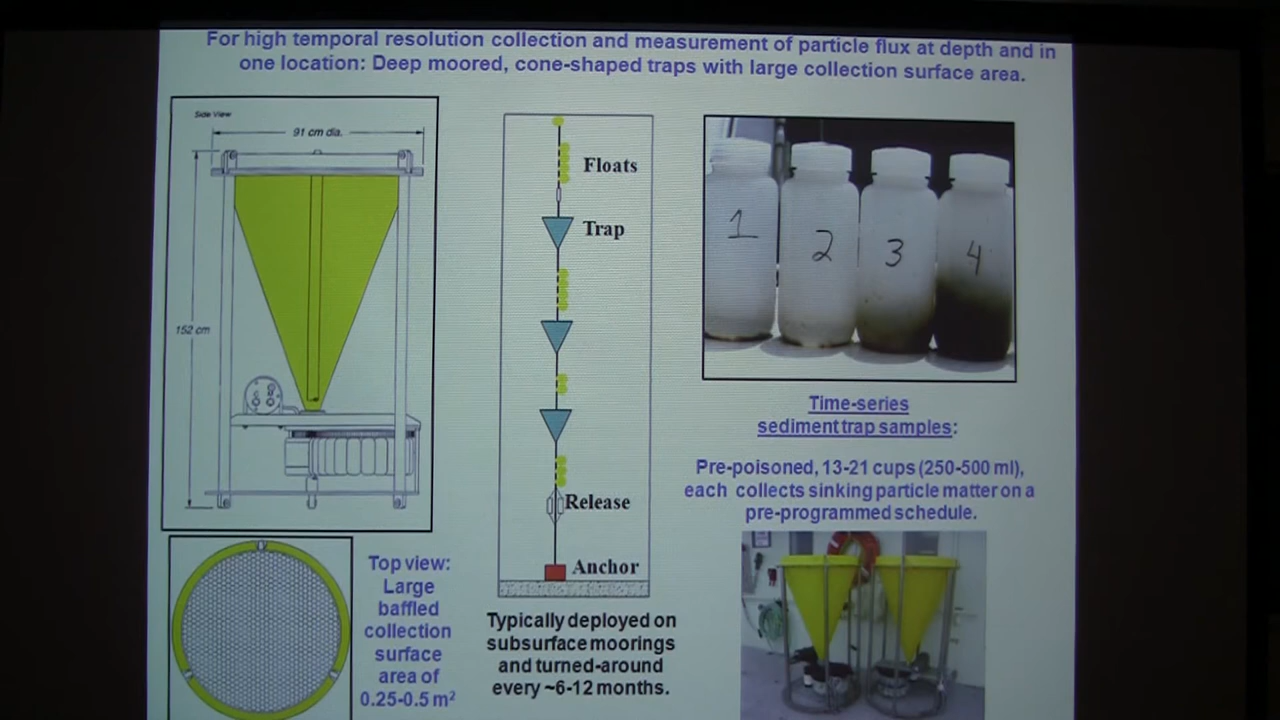 For high temporal resolution collection and measurement of particle flux at depth and in
one location: Deep moored, cone-shaped traps with large collection surface area.
Side View
91 cm dia.
152 cm
Top view:
Large
baffled
collection
surface
area of
0.25-0.5 m²
Floats
Trap
Release
Anchor
Typically deployed on
subsurface moorings
and turned-around
every ~6-12 months.
1 2 3 4
Time-series
sediment trap samples:
Pre-poisoned, 13-21 cups (250-500 ml),
each collects sinking particle matter on a
pre-programmed schedule.